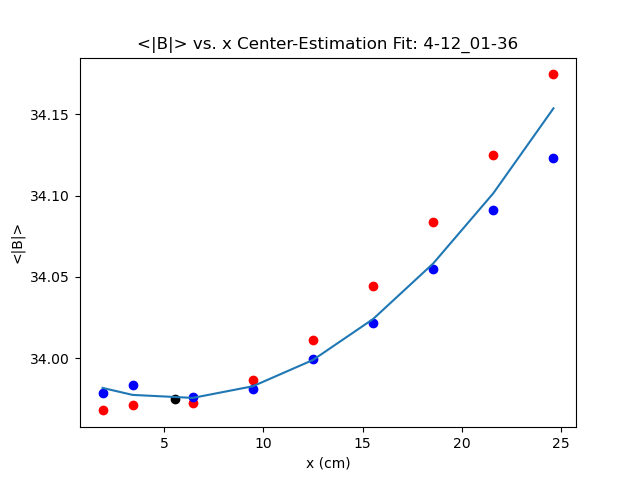 <|B|> vs. x Center-Estimation Fit: 4-12_01-36
34.15
34.10
34.05
34.00
<|B|>
5 10 15 20 25
x (cm)